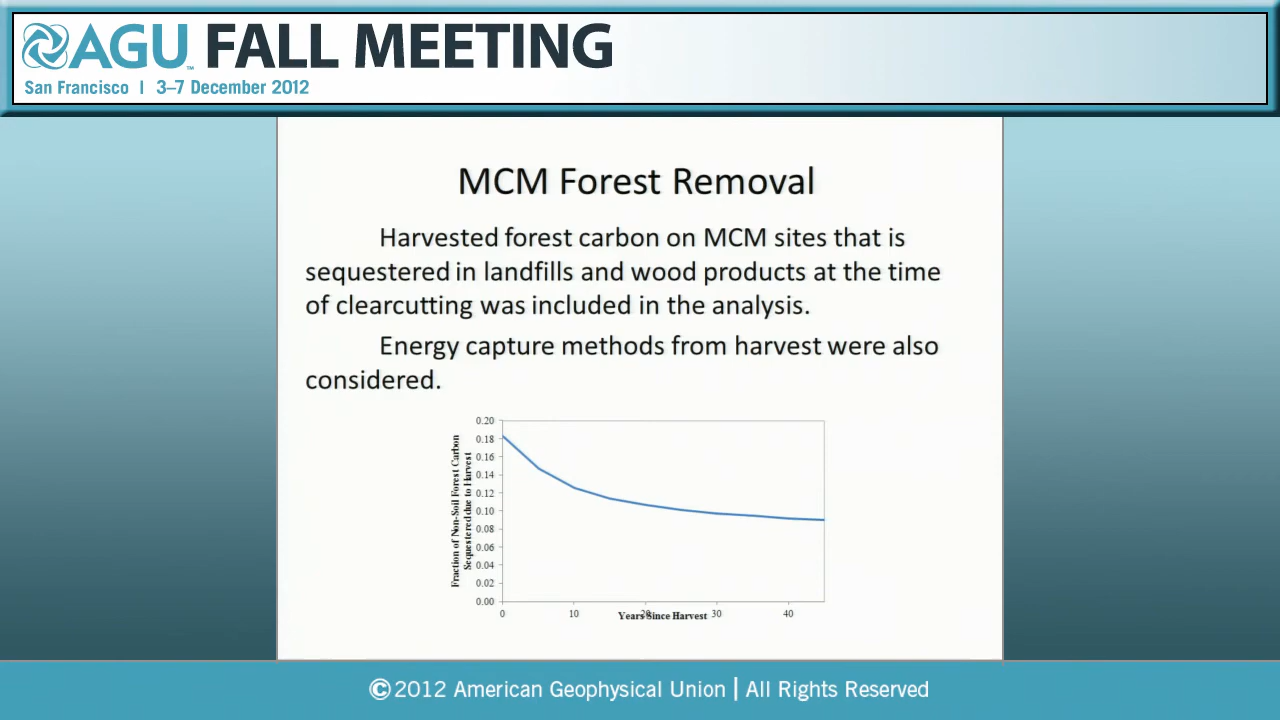 AGU™ FALL MEETING
San Francisco | 3–7 December 2012
MCM Forest Removal
Harvested forest carbon on MCM sites that is
sequestered in landfills and wood products at the time
of clearcutting was included in the analysis.
Energy capture methods from harvest were also
considered.
Fraction of Non-Soil Forest Carbon
Sequestered due to Harvest
0.20
0.18
0.16
0.14
0.12
0.10
0.08
0.06
0.04
0.02
0.00
0 10 20 30 40
Years Since Harvest
©2012 American Geophysical Union | All Rights Reserved